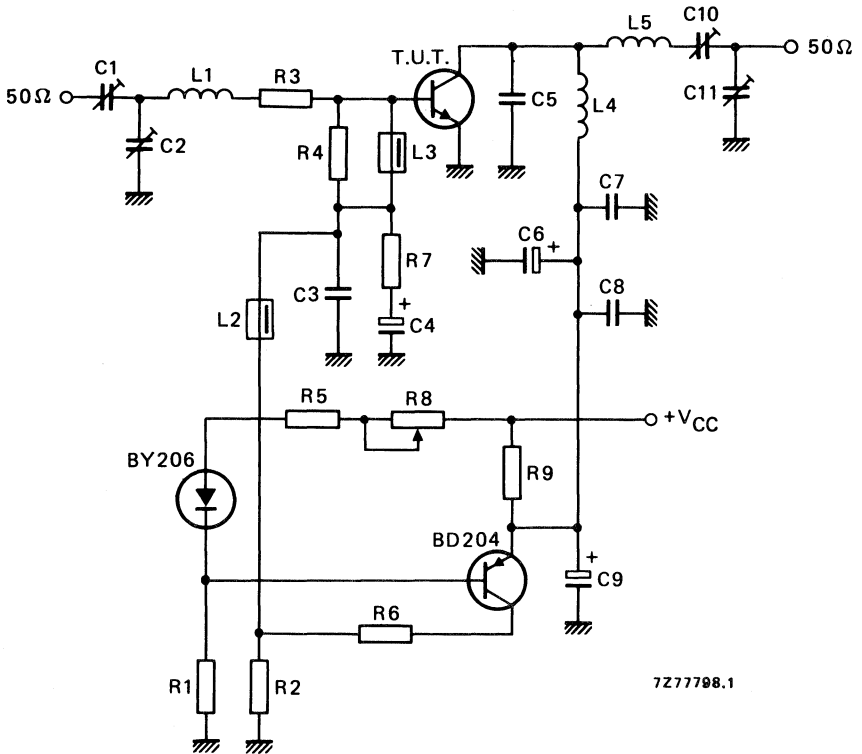 L5
C10
50Ω
T.U.T.
C1
L1
R3
50Ω
C2
C5
L4
C11
R4
L3
C7
C6
+
R7
C3
+
C4
L2
C8
R5
R8
+VCC
BY206
R9
BD204
+
C9
R6
R1
R2
7Z77798.1